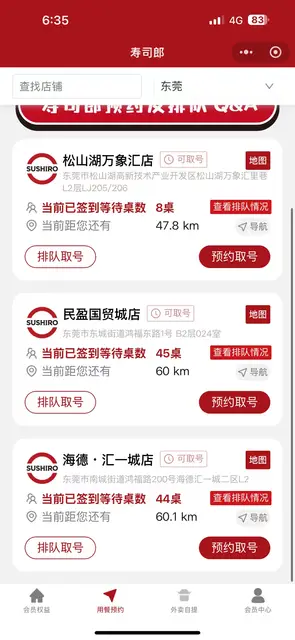 6:35
4G 83
寿司郎
查找店铺
东莞
寿司郎预约及排队 Q&A
SUSHIRO
松山湖万象汇店
可取号
地图
东莞市松山湖高新技术产业开发区松山湖万象汇里巷
L2层LJ205/206
当前已签到等待桌数 8桌
查看排队情况
当前距您还有 47.8 km
导航
排队取号
预约取号
SUSHIRO
民盈国贸城店
可取号
地图
东莞市东城街道鸿福东路1号 B2层024室
当前已签到等待桌数 45桌
查看排队情况
当前距您还有 60 km
导航
排队取号
预约取号
SUSHIRO
海德·汇一城店
可取号
地图
东莞市南城街道鸿福路200号海德汇一城二区L2
当前已签到等待桌数 44桌
查看排队情况
当前距您还有 60.1 km
导航
排队取号
预约取号
会员权益
用餐预约
外卖自提
会员中心